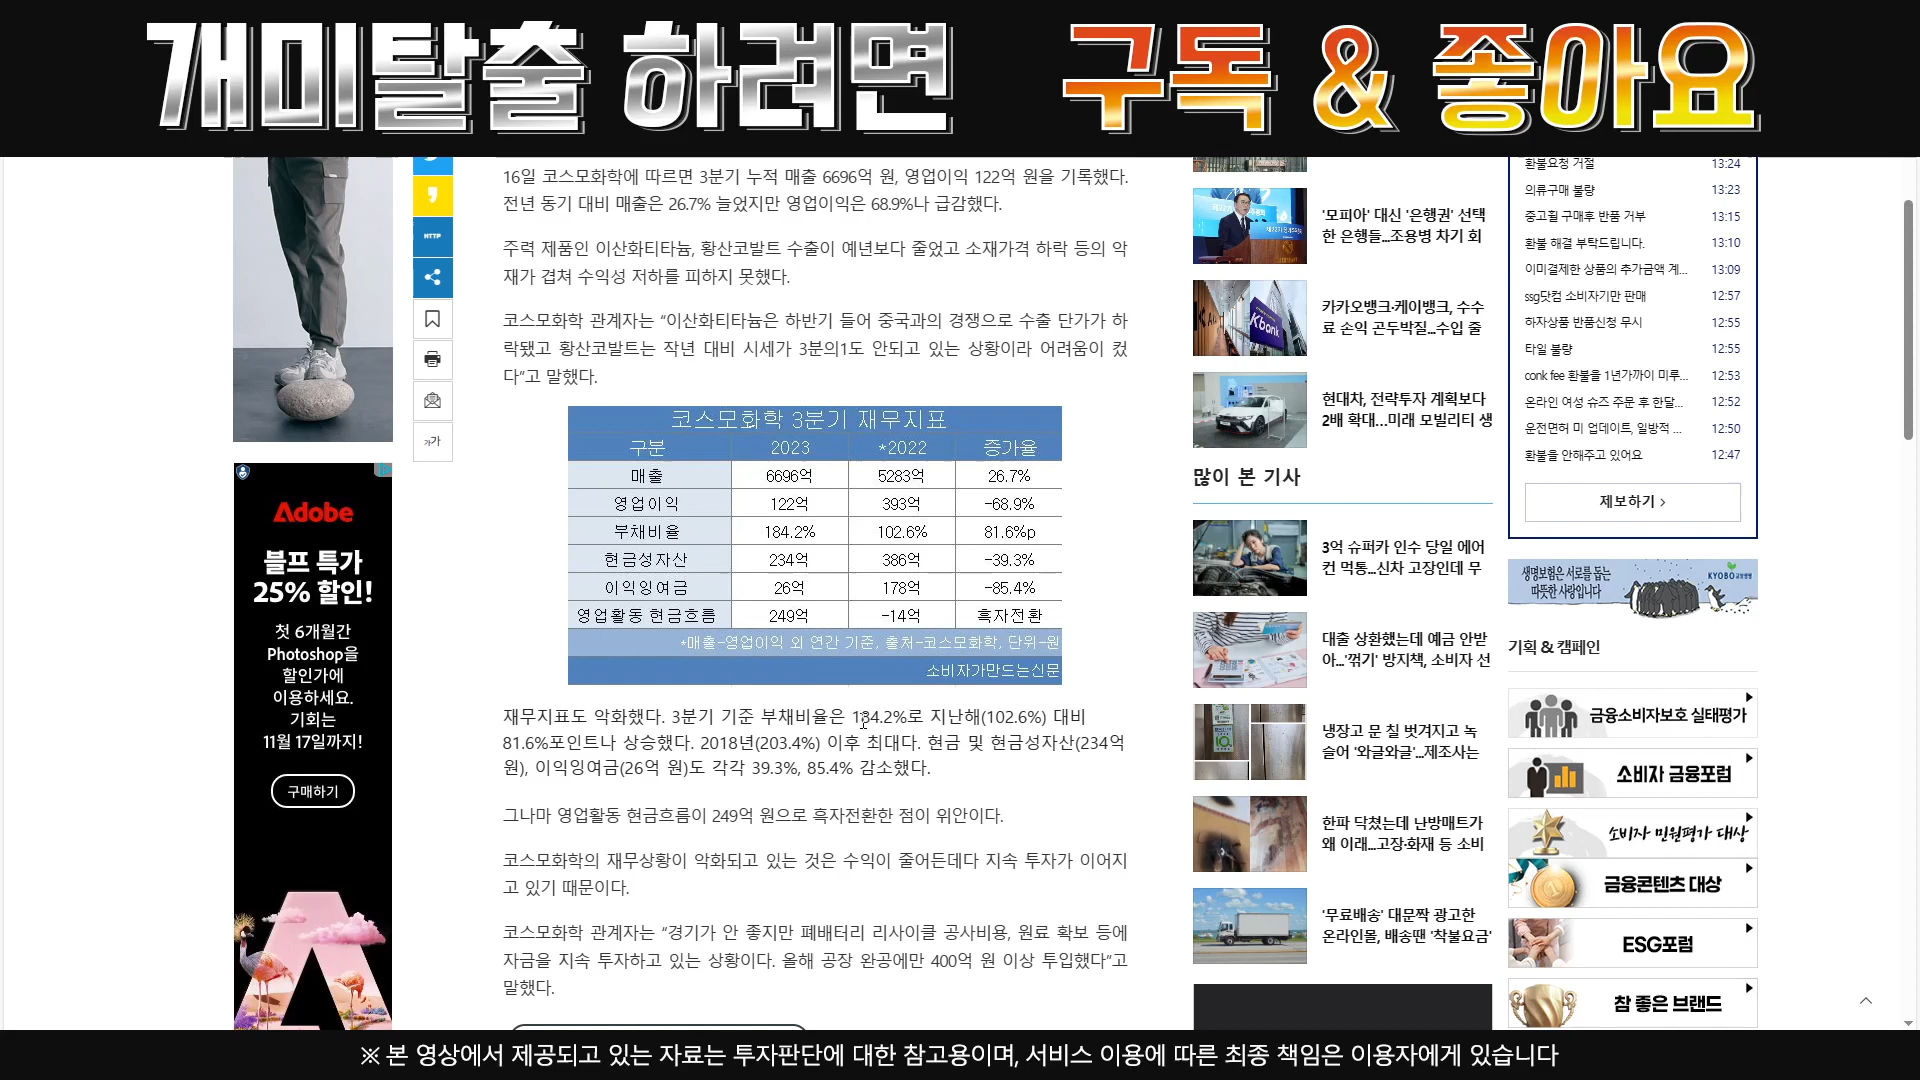 개미탈출 하려면 구독 & 좋아요
16일 코스모화학에 따르면 3분기 누적 매출 6696억 원, 영업이익 122억 원을 기록했다.
전년 동기 대비 매출은 26.7% 늘었지만 영업이익은 68.9%나 급감했다.
주력 제품인 이산화티타늄, 황산코발트 수출이 예년보다 줄었고 소재가격 하락 등의 악
재가 겹쳐 수익성 저하를 피하지 못했다.
코스모화학 관계자는 “이산화티타늄은 하반기 들어 중국과의 경쟁으로 수출 단가가 하
락됐고 황산코발트는 작년 대비 시세가 3분의1도 안되고 있는 상황이라 어려움이 컸
다”고 말했다.
코스모화학 3분기 재무지표
구분 2023 *2022 증가율
매출 6696억 5283억 26.7%
영업이익 122억 393억 -68.9%
부채비율 184.2% 102.6% 81.6%p
현금성자산 234억 386억 -39.3%
이익잉여금 26억 178억 -85.4%
영업활동 현금흐름 249억 -14억 흑자전환
*매출-영업이익 외 연간 기준, 출처-코스모화학, 단위-원
소비자가만드는신문
재무지표도 악화했다. 3분기 기준 부채비율은 184.2%로 지난해(102.6%) 대비
81.6%포인트나 상승했다. 2018년(203.4%) 이후 최대다. 현금 및 현금성자산(234억
원), 이익잉여금(26억 원)도 각각 39.3%, 85.4% 감소했다.
그나마 영업활동 현금흐름이 249억 원으로 흑자전환한 점이 위안이다.
코스모화학의 재무상황이 악화되고 있는 것은 수익이 줄어든데다 지속 투자가 이어지
고 있기 때문이다.
코스모화학 관계자는 “경기가 안 좋지만 폐배터리 리사이클 공사비용, 원료 확보 등에
자금을 지속 투자하고 있는 상황이다. 올해 공장 완공에만 400억 원 이상 투입했다”고
말했다.
HTTP
가가
Adobe
블프 특가
25% 할인!
첫 6개월간
Photoshop을
할인가에
이용하세요.
기회는
11월 17일까지!
구매하기
'모피아' 대신 '은행권' 선택
한 은행들...조용병 차기 회
Kbank
카카오뱅크·케이뱅크, 수수
료 손익 곤두박질...수입 줄
현대차, 전략투자 계획보다
2배 확대...미래 모빌리티 생
많이 본 기사
3억 슈퍼카 인수 당일 에어
컨 먹통...신차 고장인데 무
대출 상환했는데 예금 안받
아...'꺾기' 방지책, 소비자 선
냉장고 문 칠 벗겨지고 녹
슬어 '와글와글'...제조사는
한파 닥쳤는데 난방매트가
왜 이래...고장·화재 등 소비
'무료배송' 대문짝 광고한
온라인몰, 배송땐 '착불요금'
환불요청 거절 13:24
의류구매 불량 13:23
중고휠 구매후 반품 거부 13:15
환불 해결 부탁드립니다. 13:10
이미결제한 상품의 추가금액 계... 13:09
ssg닷컴 소비자기만 판매 12:57
하자상품 반품신청 무시 12:55
타일 불량 12:55
conk fee 환불을 1년가까이 미루... 12:53
온라인 여성 슈즈 주문 후 한달... 12:52
운전면허 미 업데이트, 일방적 ... 12:50
환불을 안해주고 있어요 12:47
제보하기 >
생명보험은 서로를 돕는
따뜻한 사랑입니다
KYOBO 교보생명
기획 & 캠페인
금융소비자보호 실태평가
소비자 금융포럼
소비자 민원평가 대상
금융콘텐츠 대상
ESG포럼
참 좋은 브랜드
※ 본 영상에서 제공되고 있는 자료는 투자판단에 대한 참고용이며, 서비스 이용에 따른 최종 책임은 이용자에게 있습니다